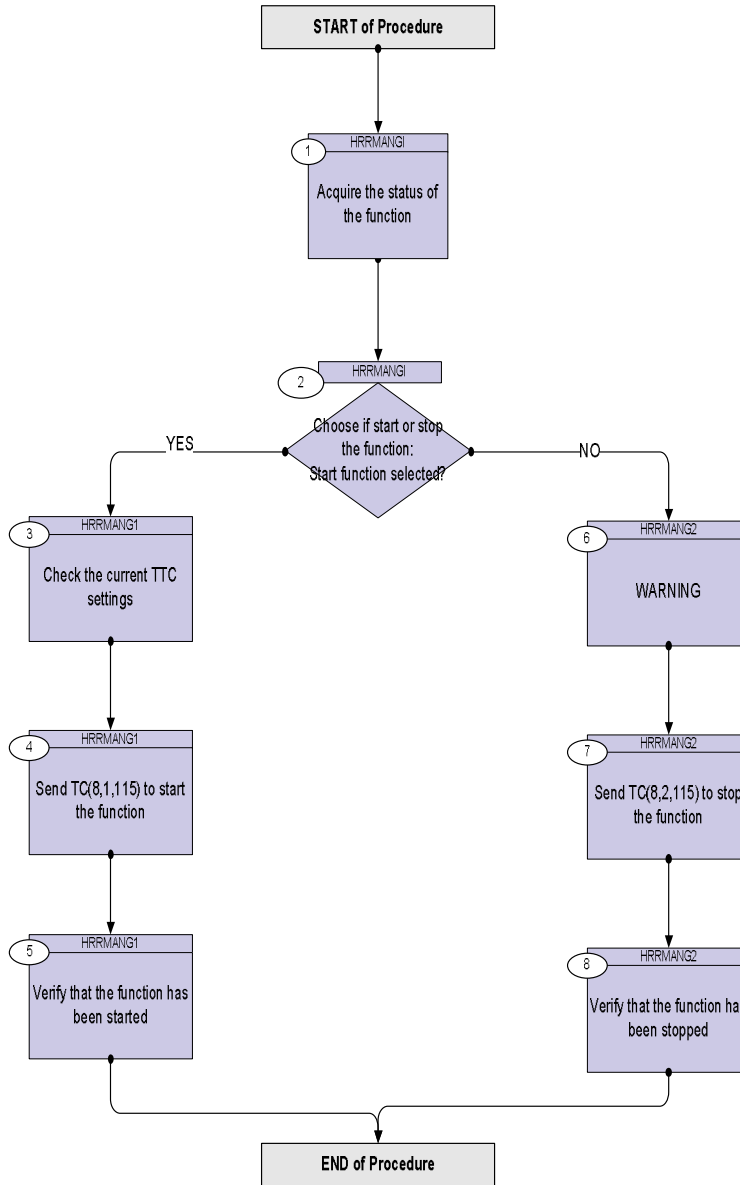 START of Procedure
HRRMANGI
1
Acquire the status of
the function
HRRMANGI
2
Choose if start or stop
the function:
Start function selected?
YES
NO
HRRMANG1
3
Check the current TTC
settings
HRRMANG2
6
WARNING
HRRMANG1
4
Send TC(8,1,115) to start
the function
HRRMANG2
7
Send TC(8,2,115) to stop
the function
HRRMANG1
5
Verify that the function has
been started
HRRMANG2
8
Verify that the function has
been stopped
END of Procedure